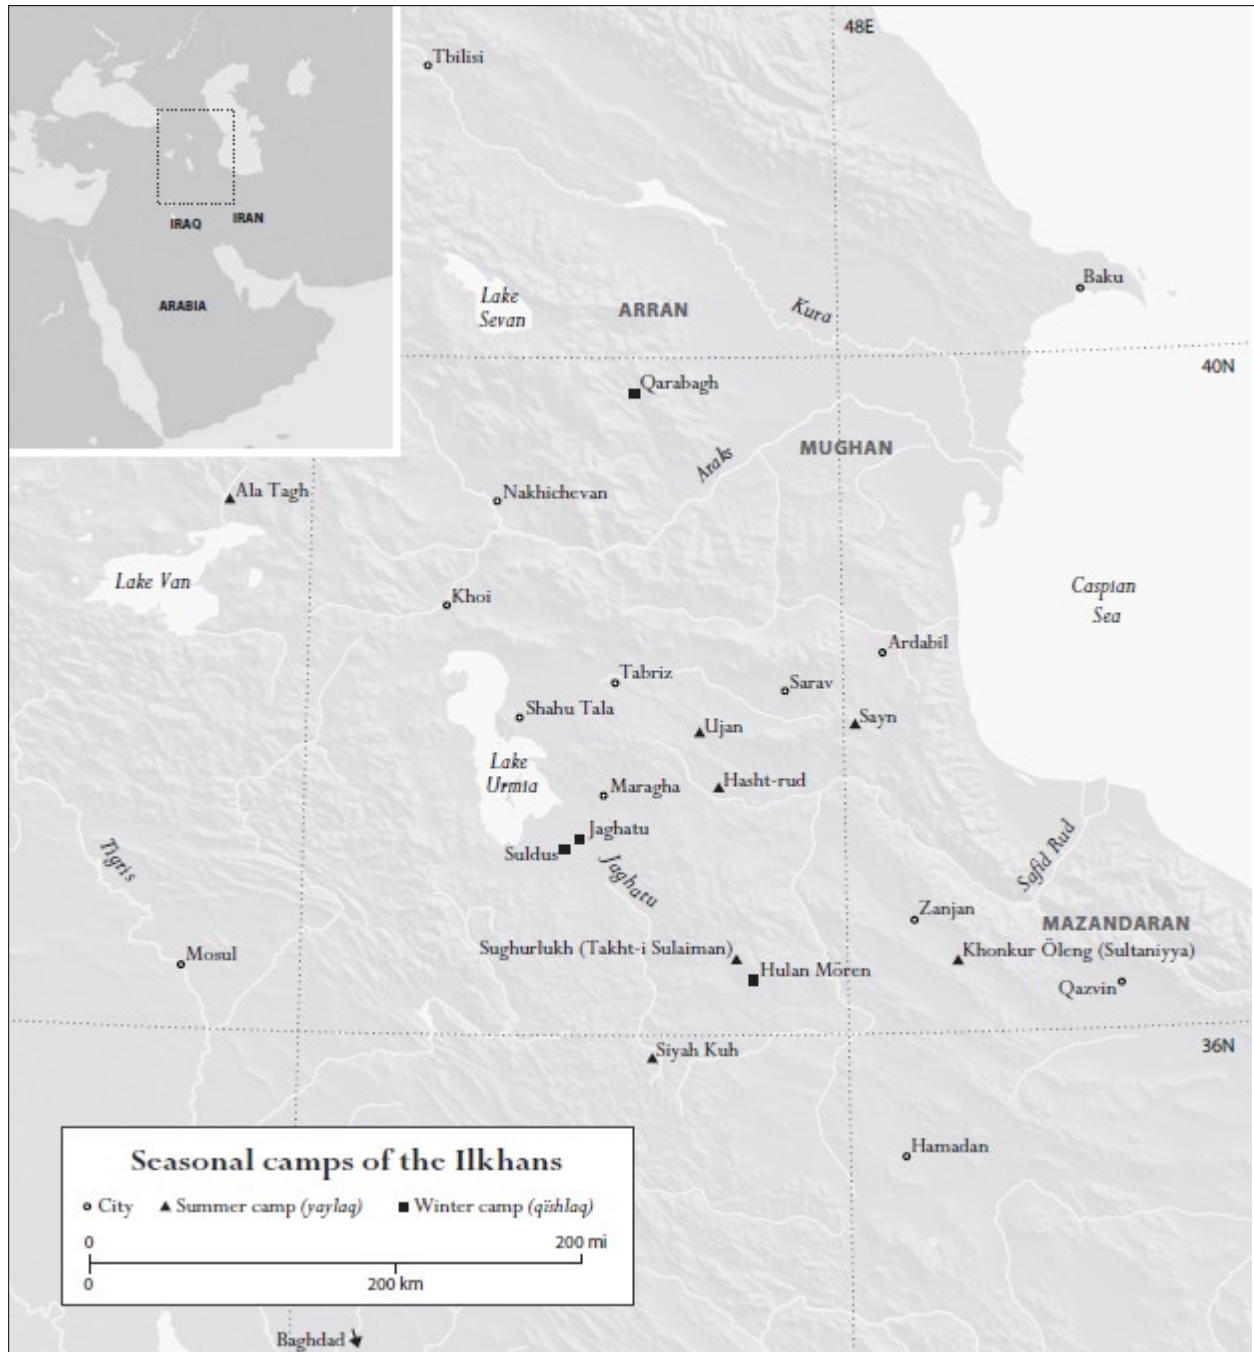 48E
Tbilisi
IRAQ
IRAN
ARABIA
Baku
Lake
Sevan
ARRAN
Kura
40N
Qarabagh
MUGHAN
Araks
Ala Tagh
Nakhichevan
Lake Van
Khoi
Caspian
Sea
Ardabil
Tabriz
Sarav
Shahu Tala
Ujan
Sayn
Lake
Urmia
Hasht-rud
Maragha
Jaghatu
Suldus
Jaghatu
Tigris
Safid Rud
Zanjan
MAZANDARAN
Sughurlukh (Takht-i Sulaiman)
Khonkur Öleng (Sultaniyya)
Mosul
Hulan Mören
Qazvin
36N
Siyah Kuh
Hamadan
Seasonal camps of the Ilkhans
City Summer camp (yaylaq) Winter camp (qïshlaq)
0 200 mi
0 200 km
Baghdad